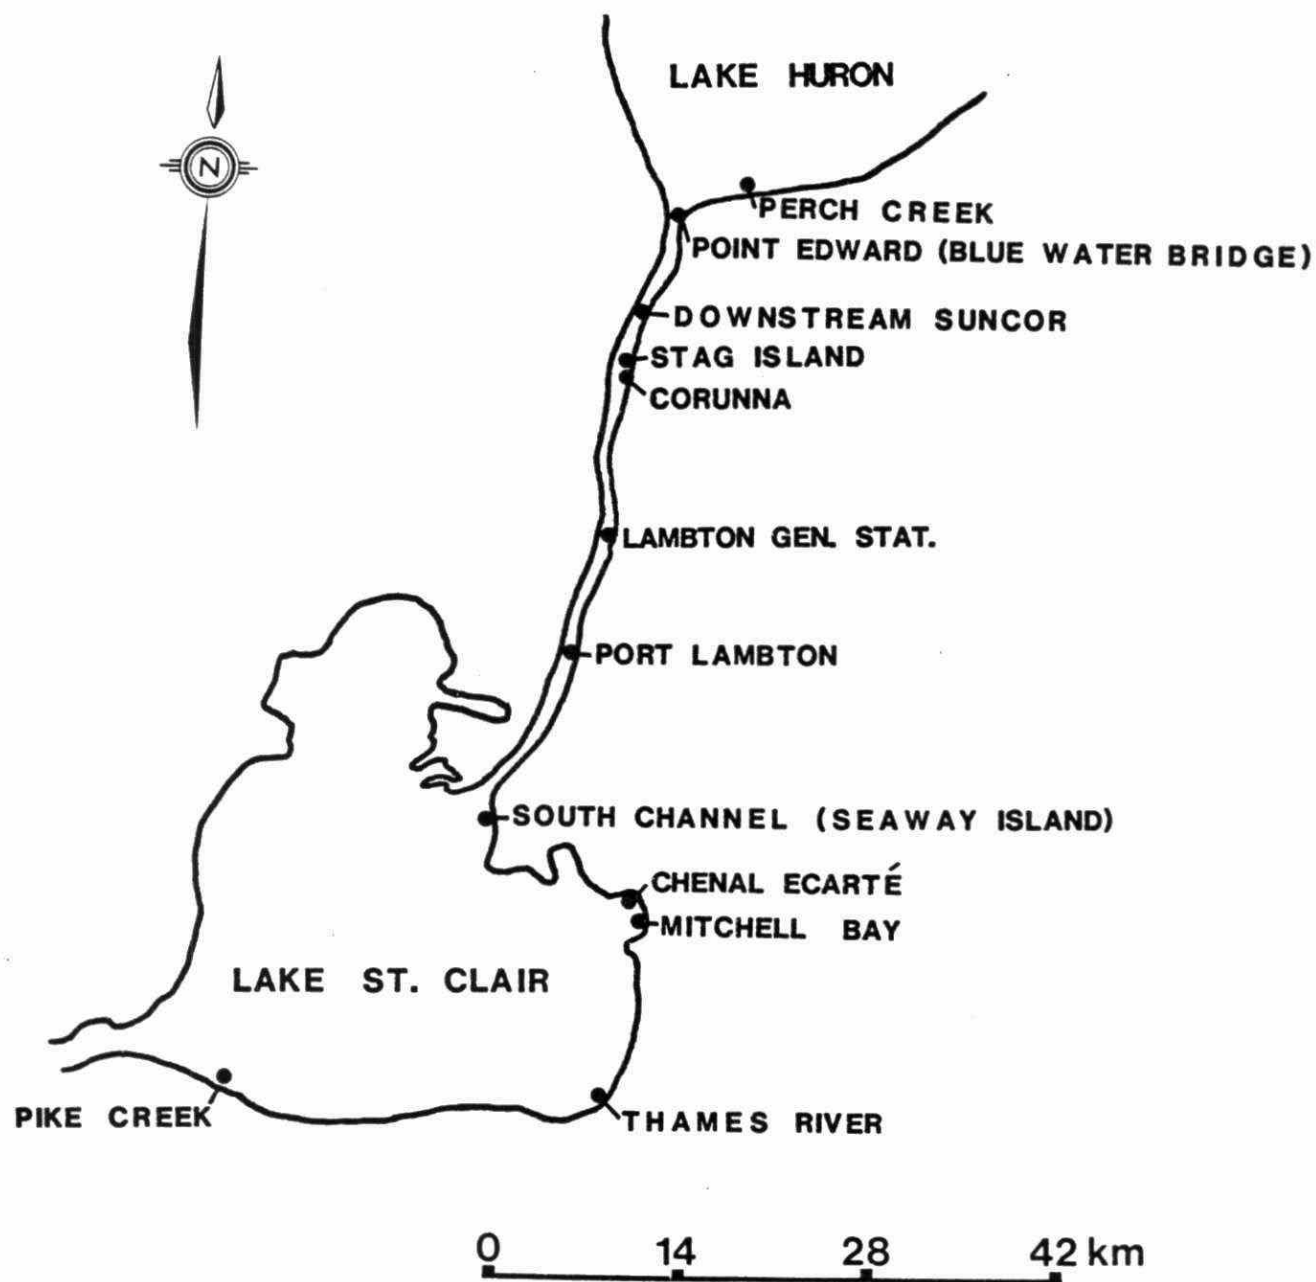 LAKE HURON
N
PERCH CREEK
POINT EDWARD (BLUE WATER BRIDGE)
DOWNSTREAM SUNCOR
STAG ISLAND
CORUNNA
LAMBTON GEN. STAT.
PORT LAMBTON
SOUTH CHANNEL (SEAWAY ISLAND)
CHENAL ECARTÉ
MITCHELL BAY
LAKE ST. CLAIR
PIKE CREEK
THAMES RIVER
0 14 28 42 km